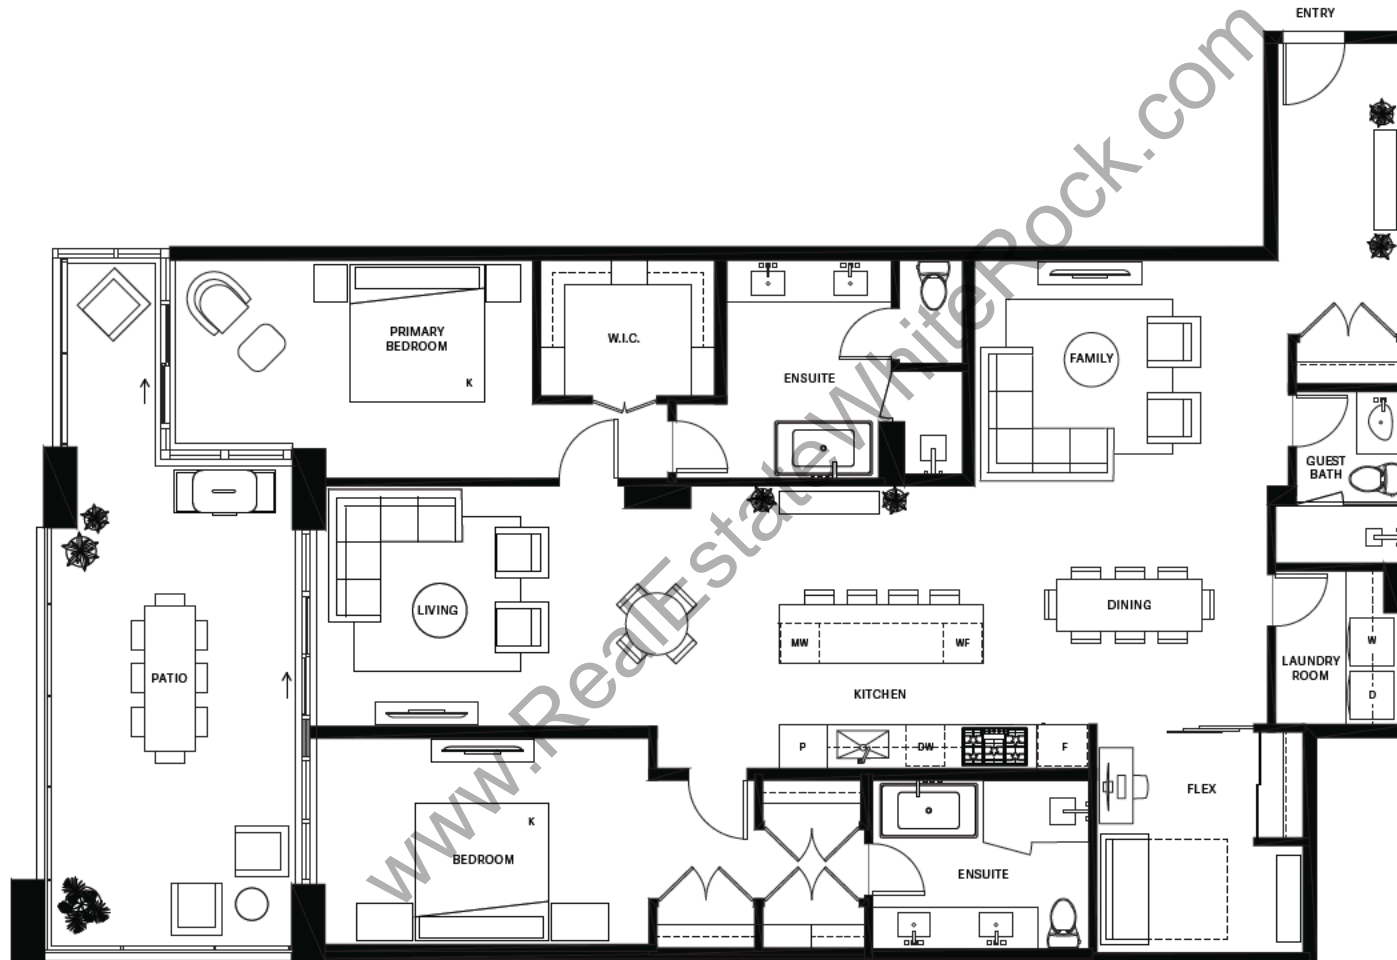 ENTRY
www.RealEstateWhiteRock.com
PRIMARY
BEDROOM
K
W.I.C.
ENSUITE
FAMILY
GUEST
BATH
LIVING
DINING
MW
WF
W
LAUNDRY
ROOM
D
PATIO
KITCHEN
P
DW
F
FLEX
K
BEDROOM
ENSUITE